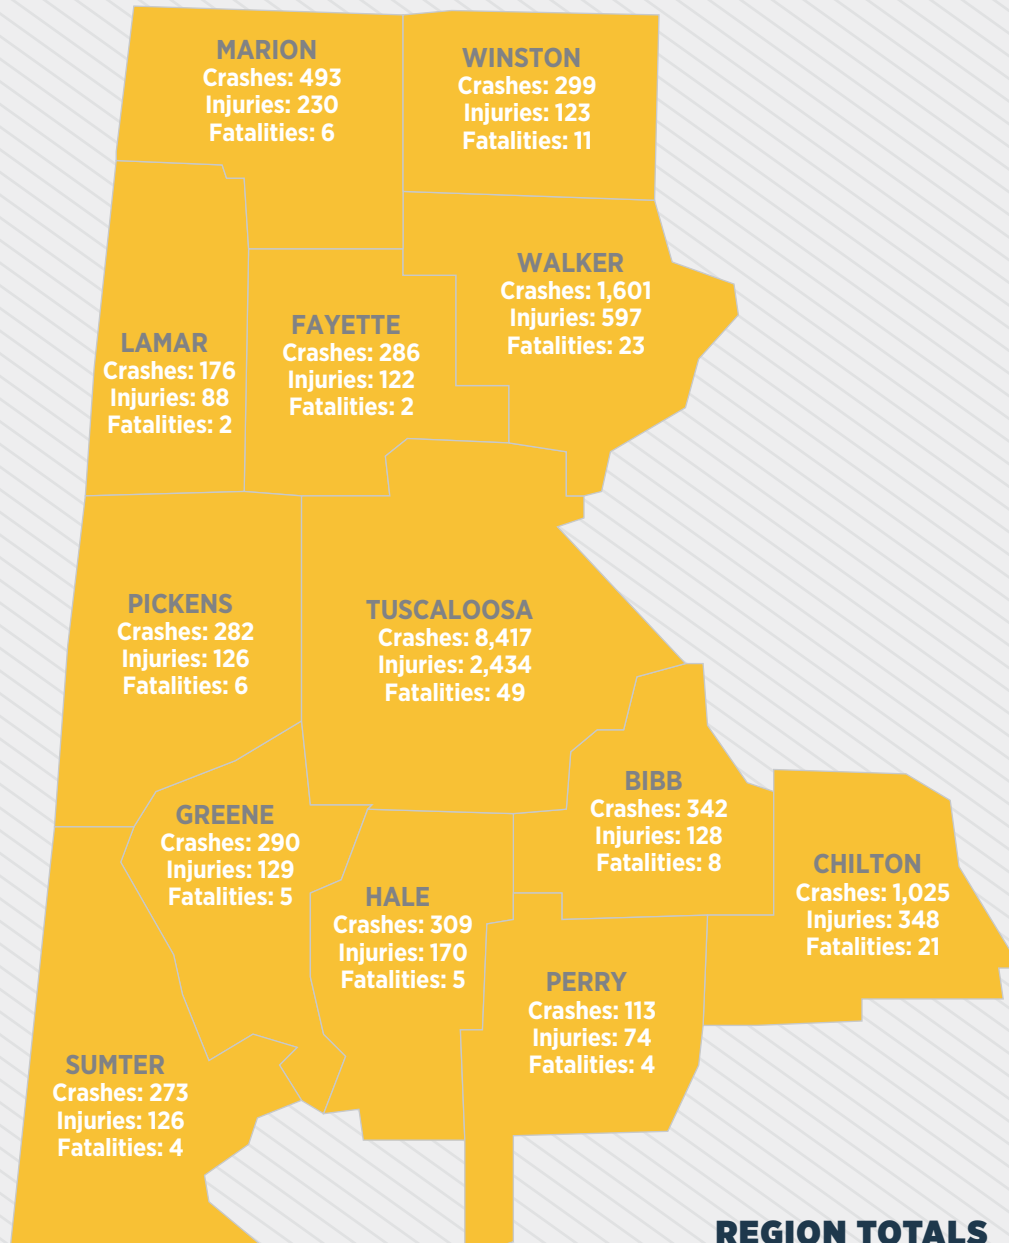 MARION
Crashes: 493
Injuries: 230
Fatalities: 6
WINSTON
Crashes: 299
Injuries: 123
Fatalities: 11
WALKER
Crashes: 1,601
Injuries: 597
Fatalities: 23
FAYETTE
Crashes: 286
Injuries: 122
Fatalities: 2
LAMAR
Crashes: 176
Injuries: 88
Fatalities: 2
PICKENS
Crashes: 282
Injuries: 126
Fatalities: 6
TUSCALOOSA
Crashes: 8,417
Injuries: 2,434
Fatalities: 49
BIBB
Crashes: 342
Injuries: 128
Fatalities: 8
GREENE
Crashes: 290
Injuries: 129
Fatalities: 5
CHILTON
Crashes: 1,025
Injuries: 348
Fatalities: 21
HALE
Crashes: 309
Injuries: 170
Fatalities: 5
PERRY
Crashes: 113
Injuries: 74
Fatalities: 4
SUMTER
Crashes: 273
Injuries: 126
Fatalities: 4
REGION TOTALS